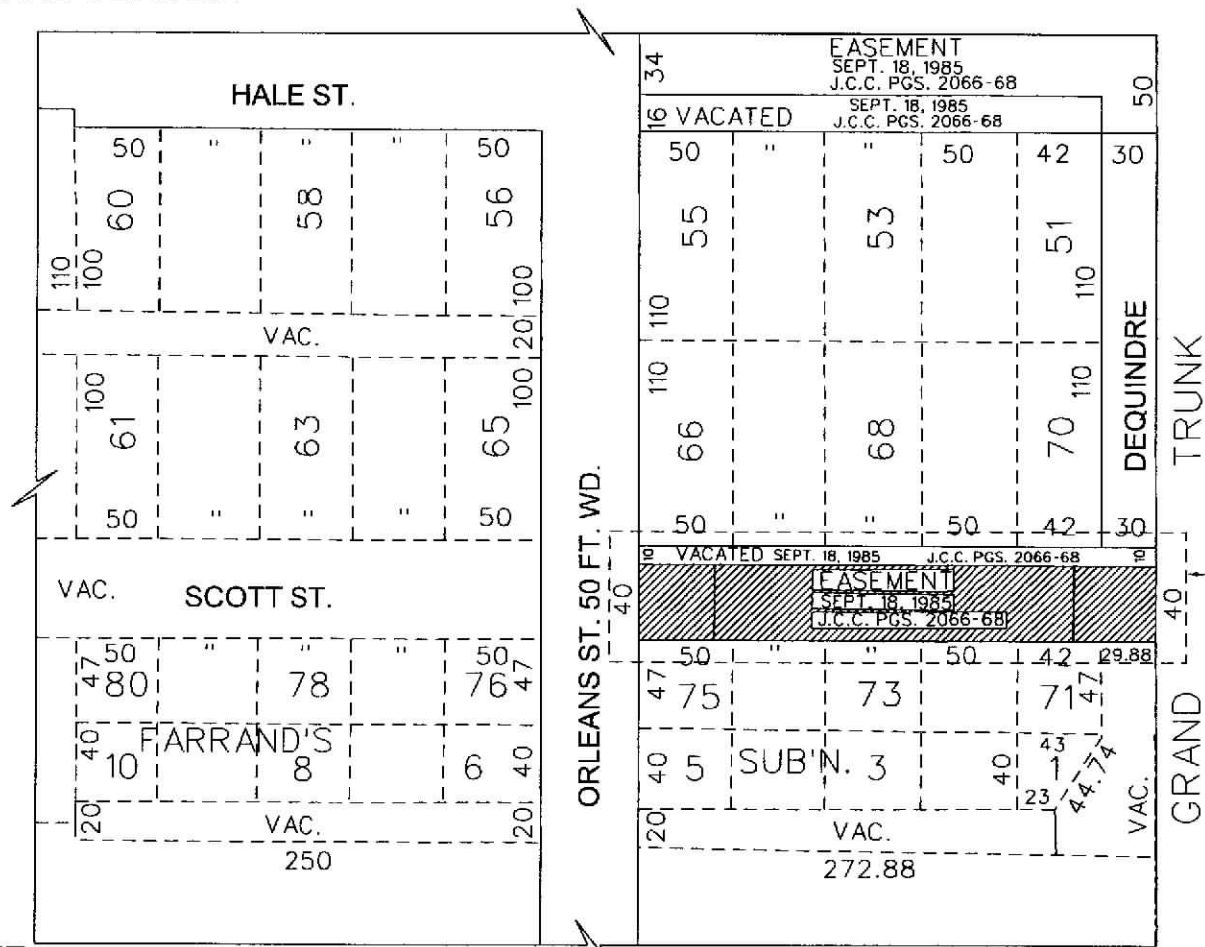 HALE ST.
34
EASEMENT
SEPT. 18, 1985
J.C.C. PGS. 2066-68
50
16 VACATED
SEPT. 18, 1985
J.C.C. PGS. 2066-68
50 " " 50
60 58 56
110 100 100
VAC. 20
100 100
61 63 65
50 " " " 50
50 " " 50 42 30
55 53 51
110 110
110 110
66 68 70
50 " " 50 42 30
DEQUINDRE
GRAND TRUNK
ORLEANS ST. 50 FT. WD.
10 VACATED SEPT. 18, 1985 J.C.C. PGS. 2066-68 10
40 EASEMENT 40
SEPT. 18, 1985
J.C.C. PGS. 2066-68
VAC. SCOTT ST.
50 " " " 50
47 80 78 76 47
FARRAND'S
40 10 8 6 40
20 VAC. 20
250
50 " " 50 42 29.88
47 75 73 71 47
40 5 SUB'N. 3 40 1
43
23 44.74
VAC.
20 VAC.
272.88